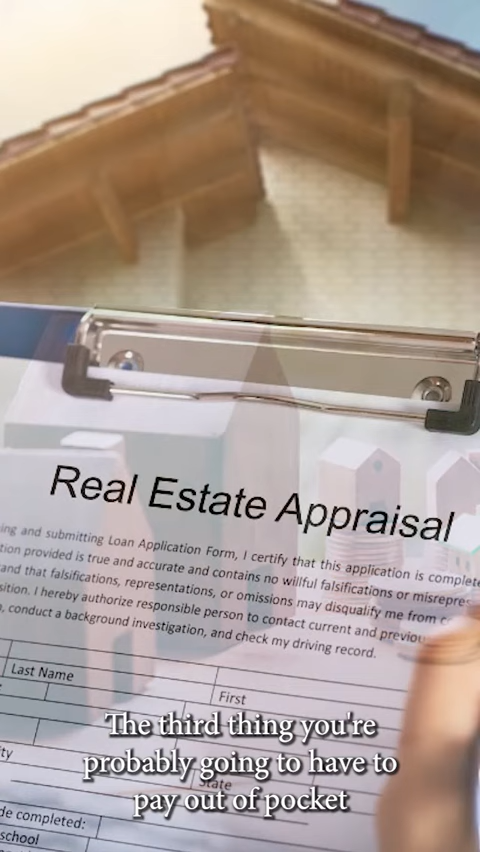 Real Estate Appraisal
ing and submitting Loan Application Form, I certify that this application is complete
tion provided is true and accurate and contains no willful falsifications or misrepres
and that falsifications, representations, or omissions may disqualify me from
sition. I hereby authorize responsible person to contact current and previou
, conduct a background investigation, and check my driving record.
Last Name
First
The third thing you're
probably going to have to
pay out of pocket
ity
State
de completed:
school